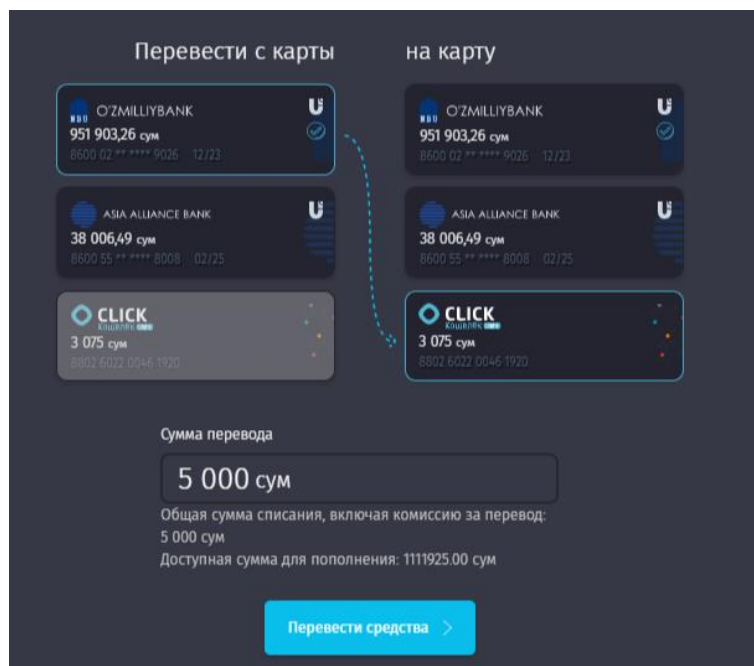 Перевести с карты
на карту
NBU O'ZMILLIYBANK
951 903,26 сум
8600 02 ** **** 9026 12/23
ASIA ALLIANCE BANK
38 006,49 сум
8600 55 ** **** 8008 02/25
CLICK
Кошелёк
3 075 сум
8802 6022 0046 1920
NBU O'ZMILLIYBANK
951 903,26 сум
8600 02 ** **** 9026 12/23
ASIA ALLIANCE BANK
38 006,49 сум
8600 55 ** **** 8008 02/25
CLICK
Кошелёк
3 075 сум
8802 6022 0046 1920
Сумма перевода
5 000 сум
Общая сумма списания, включая комиссию за перевод:
5 000 сум
Доступная сумма для пополнения: 1111925.00 сум
Перевести средства